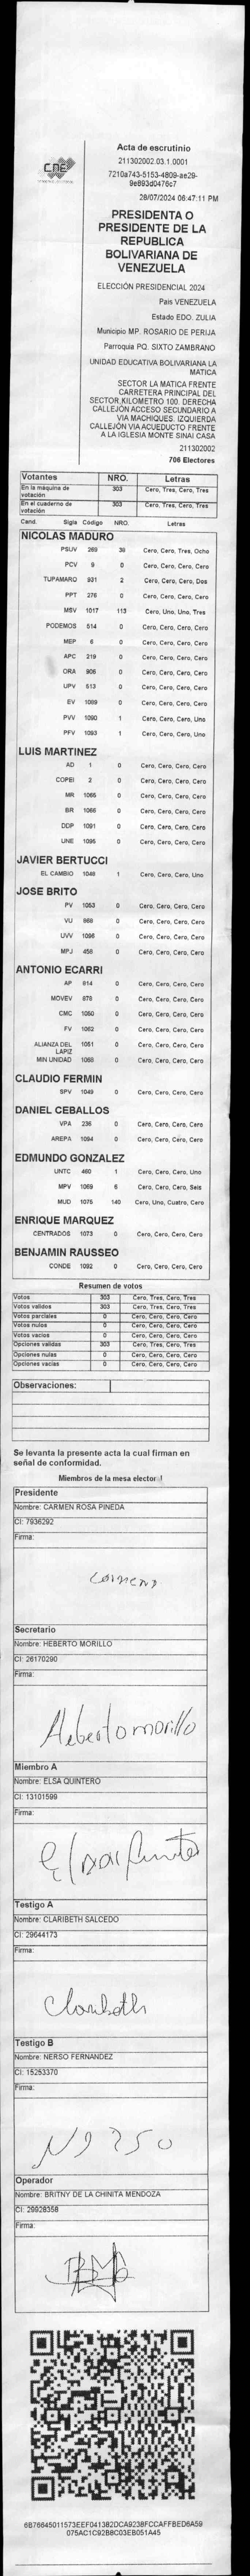 CNE
Acta de escrutinio
211302002.03.1.0001
7210a743-5153-4809-ae29-
9e893d0476c7
28/07/2024 06:47:11 PM
PRESIDENTA O
PRESIDENTE DE LA
REPUBLICA
BOLIVARIANA DE
VENEZUELA
ELECCIÓN PRESIDENCIAL 2024
Pais VENEZUELA
Estado EDO. ZULIA
Municipio MP. ROSARIO DE PERIJA
Parroquia PQ. SIXTO ZAMBRANO
UNIDAD EDUCATIVA BOLIVARIANA LA
MATICA
SECTOR LA MATICA FRENTE
CARRETERA PRINCIPAL DEL
SECTOR,KILOMETRO 100. DERECHA
CALLEJÓN ACCESO SECUNDARIO A
VIA MACHIQUES. IZQUIERDA
CALLEJÓN VIA ACUEDUCTO FRENTE
A LA IGLESIA MONTE SINAI CASA
211302002
706 Electores
Votantes NRO. Letras
En la máquina de votación 303 Cero, Tres, Cero, Tres
En el cuaderno de votación 303 Cero, Tres, Cero, Tres
Cand. Sigla Código NRO. Letras
NICOLAS MADURO
PSUV 269 38 Cero, Cero, Tres, Ocho
PCV 9 0 Cero, Cero, Cero, Cero
TUPAMARO 931 2 Cero, Cero, Cero, Dos
PPT 276 0 Cero, Cero, Cero, Cero
MSV 1017 113 Cero, Uno, Uno, Tres
PODEMOS 514 0 Cero, Cero, Cero, Cero
MEP 6 0 Cero, Cero, Cero, Cero
APC 219 0 Cero, Cero, Cero, Cero
ORA 906 0 Cero, Cero, Cero, Cero
UPV 513 0 Cero, Cero, Cero, Cero
EV 1089 0 Cero, Cero, Cero, Cero
PVV 1090 1 Cero, Cero, Cero, Uno
PFV 1093 1 Cero, Cero, Cero, Uno
LUIS MARTINEZ
AD 1 0 Cero, Cero, Cero, Cero
COPEI 2 0 Cero, Cero, Cero, Cero
MR 1065 0 Cero, Cero, Cero, Cero
BR 1066 0 Cero, Cero, Cero, Cero
DDP 1091 0 Cero, Cero, Cero, Cero
UNE 1095 0 Cero, Cero, Cero, Cero
JAVIER BERTUCCI
EL CAMBIO 1048 1 Cero, Cero, Cero, Uno
JOSE BRITO
PV 1053 0 Cero, Cero, Cero, Cero
VU 868 0 Cero, Cero, Cero, Cero
UVV 1096 0 Cero, Cero, Cero, Cero
MPJ 458 0 Cero, Cero, Cero, Cero
ANTONIO ECARRI
AP 814 0 Cero, Cero, Cero, Cero
MOVEV 878 0 Cero, Cero, Cero, Cero
CMC 1050 0 Cero, Cero, Cero, Cero
FV 1062 0 Cero, Cero, Cero, Cero
ALIANZA DEL LAPIZ 1051 0 Cero, Cero, Cero, Cero
MIN UNIDAD 1068 0 Cero, Cero, Cero, Cero
CLAUDIO FERMIN
SPV 1049 0 Cero, Cero, Cero, Cero
DANIEL CEBALLOS
VPA 236 0 Cero, Cero, Cero, Cero
AREPA 1094 0 Cero, Cero, Cero, Cero
EDMUNDO GONZALEZ
UNTC 460 1 Cero, Cero, Cero, Uno
MPV 1069 6 Cero, Cero, Cero, Seis
MUD 1075 140 Cero, Uno, Cuatro, Cero
ENRIQUE MARQUEZ
CENTRADOS 1073 0 Cero, Cero, Cero, Cero
BENJAMIN RAUSSEO
CONDE 1092 0 Cero, Cero, Cero, Cero
Resumen de votos
Votos 303 Cero, Tres, Cero, Tres
Votos validos 303 Cero, Tres, Cero, Tres
Votos parciales 0 Cero, Cero, Cero, Cero
Votos nulos 0 Cero, Cero, Cero, Cero
Votos vacios 0 Cero, Cero, Cero, Cero
Opciones validas 303 Cero, Tres, Cero, Tres
Opciones nulas 0 Cero, Cero, Cero, Cero
Opciones vacias 0 Cero, Cero, Cero, Cero
Observaciones:
Se levanta la presente acta la cual firman en
señal de conformidad.
Miembros de la mesa electoral
Presidente
Nombre: CARMEN ROSA PINEDA
CI: 7936292
Firma:
Carmen
Secretario
Nombre: HEBERTO MORILLO
CI: 26170290
Firma:
Heberto morillo
Miembro A
Nombre: ELSA QUINTERO
CI: 13101599
Firma:
Testigo A
Nombre: CLARIBETH SALCEDO
CI: 29644173
Firma:
Claribeth
Testigo B
Nombre: NERSO FERNANDEZ
CI: 15253370
Firma:
Operador
Nombre: BRITNY DE LA CHINITA MENDOZA
CI: 29928358
Firma:
6B76645011573EEF041382DCA9238FCCAFFBED6A59
075AC1C92B8C03EB051A45